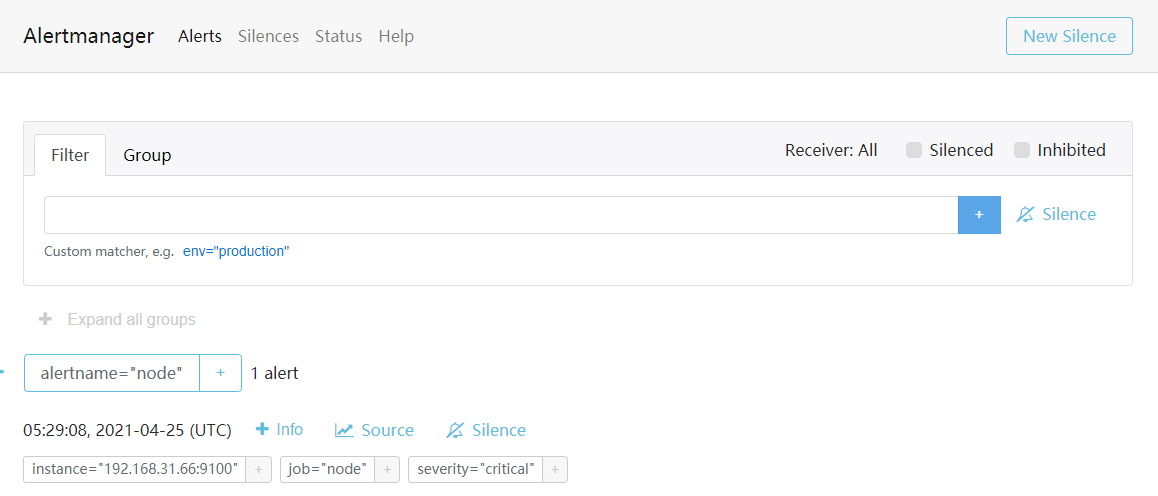 Alertmanager Alerts Silences Status Help New Silence
Filter Group Receiver: All Silenced Inhibited
+ Silence
Custom matcher, e.g. env="production"
+ Expand all groups
alertname="node" + 1 alert
05:29:08, 2021-04-25 (UTC) + Info Source Silence
instance="192.168.31.66:9100" + job="node" + severity="critical" +